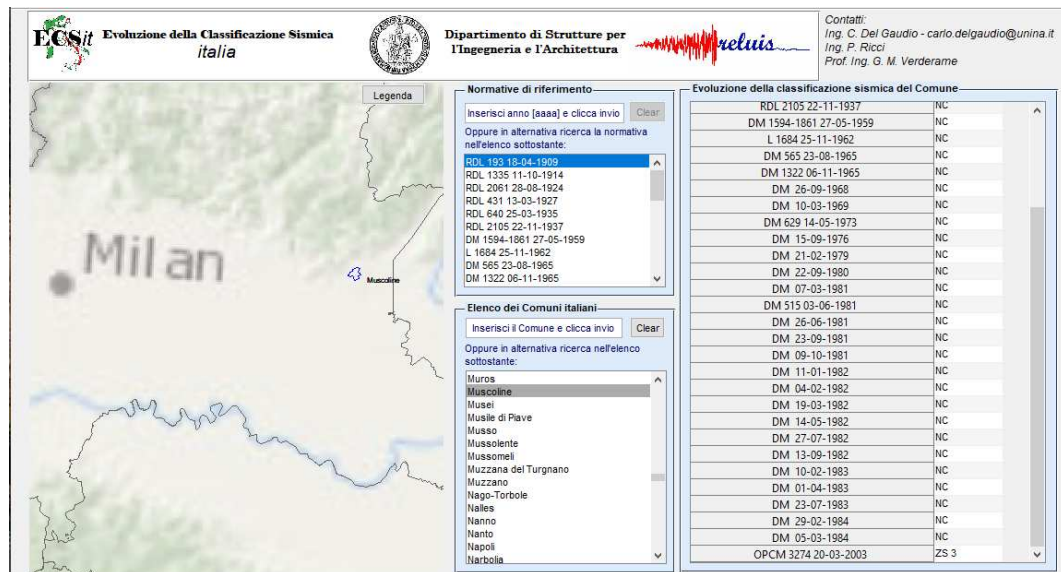 ECSit
Evoluzione della Classificazione Sismica
italia
Dipartimento di Strutture per
l'Ingegneria e l'Architettura
reluis
Contatti:
Ing. C. Del Gaudio - carlo.delgaudio@unina.it
Ing. P. Ricci
Prof. Ing. G. M. Verderame
Legenda
Milan
Muscoline
Normative di riferimento
Inserisci anno [aaaa] e clicca invio
Clear
Oppure in alternativa ricerca la normativa
nell'elenco sottostante:
RDL 193 18-04-1909
RDL 1335 11-10-1914
RDL 2061 28-08-1924
RDL 431 13-03-1927
RDL 640 25-03-1935
RDL 2105 22-11-1937
DM 1594-1861 27-05-1959
L 1684 25-11-1962
DM 565 23-08-1965
DM 1322 06-11-1965
Elenco dei Comuni italiani
Inserisci il Comune e clicca invio
Clear
Oppure in alternativa ricerca nell'elenco
sottostante:
Muros
Muscoline
Musei
Musile di Piave
Musso
Mussolente
Mussomeli
Muzzana del Turgnano
Muzzano
Nago-Torbole
Nalles
Nanno
Nanto
Napoli
Narbolia
Evoluzione della classificazione sismica del Comune
RDL 2105 22-11-1937 NC
DM 1594-1861 27-05-1959 NC
L 1684 25-11-1962 NC
DM 565 23-08-1965 NC
DM 1322 06-11-1965 NC
DM 26-09-1968 NC
DM 10-03-1969 NC
DM 629 14-05-1973 NC
DM 15-09-1976 NC
DM 21-02-1979 NC
DM 22-09-1980 NC
DM 07-03-1981 NC
DM 515 03-06-1981 NC
DM 26-06-1981 NC
DM 23-09-1981 NC
DM 09-10-1981 NC
DM 11-01-1982 NC
DM 04-02-1982 NC
DM 19-03-1982 NC
DM 14-05-1982 NC
DM 27-07-1982 NC
DM 13-09-1982 NC
DM 10-02-1983 NC
DM 01-04-1983 NC
DM 23-07-1983 NC
DM 29-02-1984 NC
DM 05-03-1984 NC
OPCM 3274 20-03-2003 ZS 3